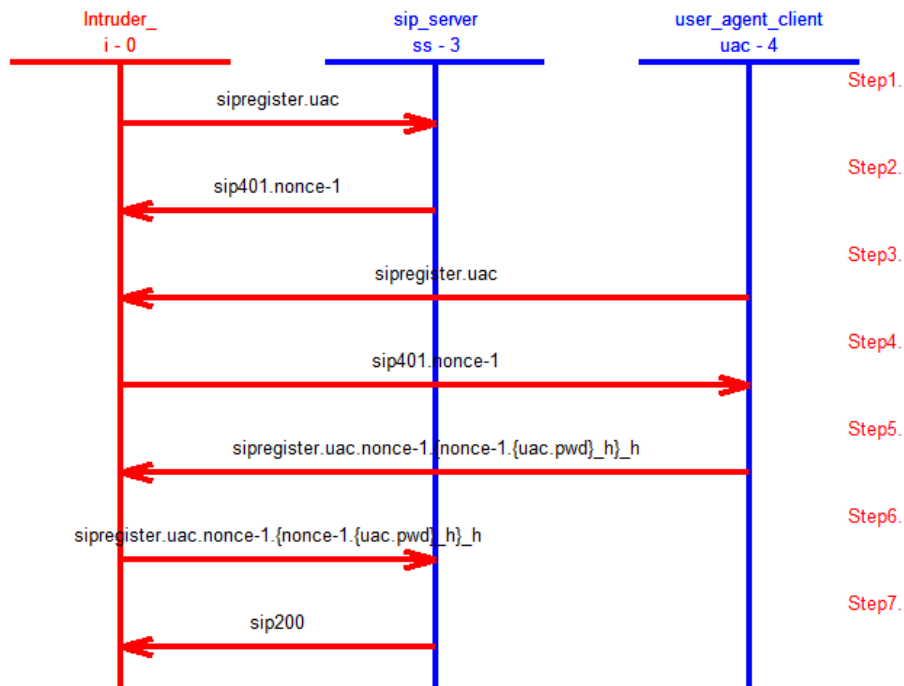 Intruder_
i - 0
sip_server
ss - 3
user_agent_client
uac - 4
Step1.
sipregister.uac
Step2.
sip401.nonce-1
Step3.
sipregister.uac
Step4.
sip401.nonce-1
Step5.
sipregister.uac.nonce-1.{nonce-1.{uac.pwd}_h}_h
Step6.
sipregister.uac.nonce-1.{nonce-1.{uac.pwd}_h}_h
Step7.
sip200